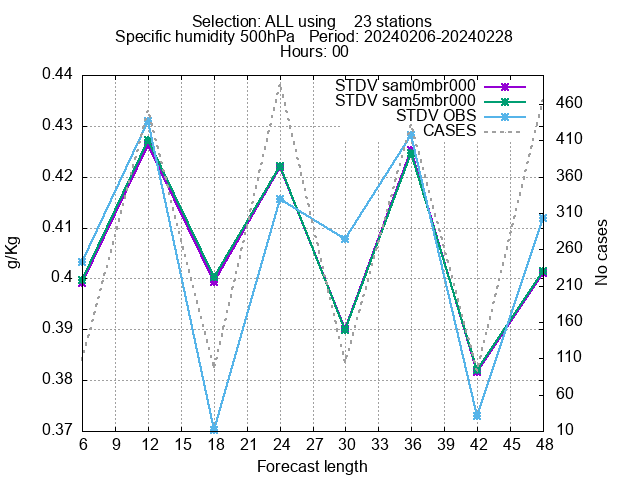 Selection: ALL using    23 stations
Specific humidity 500hPa   Period: 20240206-20240228
Hours: 00
STDV sam0mbr000
STDV sam5mbr000
STDV OBS
CASES
0.44
0.43
0.42
0.41
0.4
0.39
0.38
0.37
g/Kg
460
410
360
310
260
210
160
110
60
10
No cases
6 9 12 15 18 21 24 27 30 33 36 39 42 45 48
Forecast length